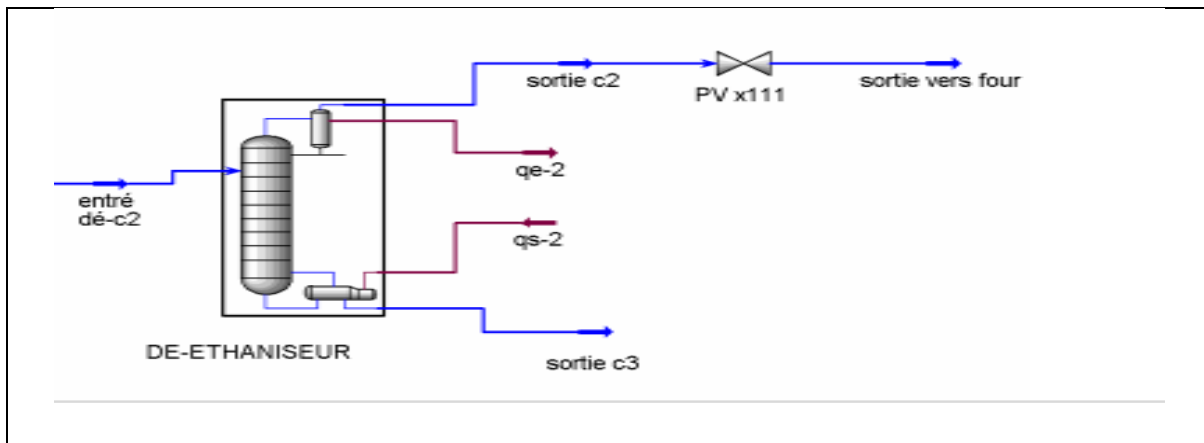 sortie c2
PV x111
sortie vers four
qe-2
entré
dé-c2
qs-2
DE-ETHANISEUR
sortie c3